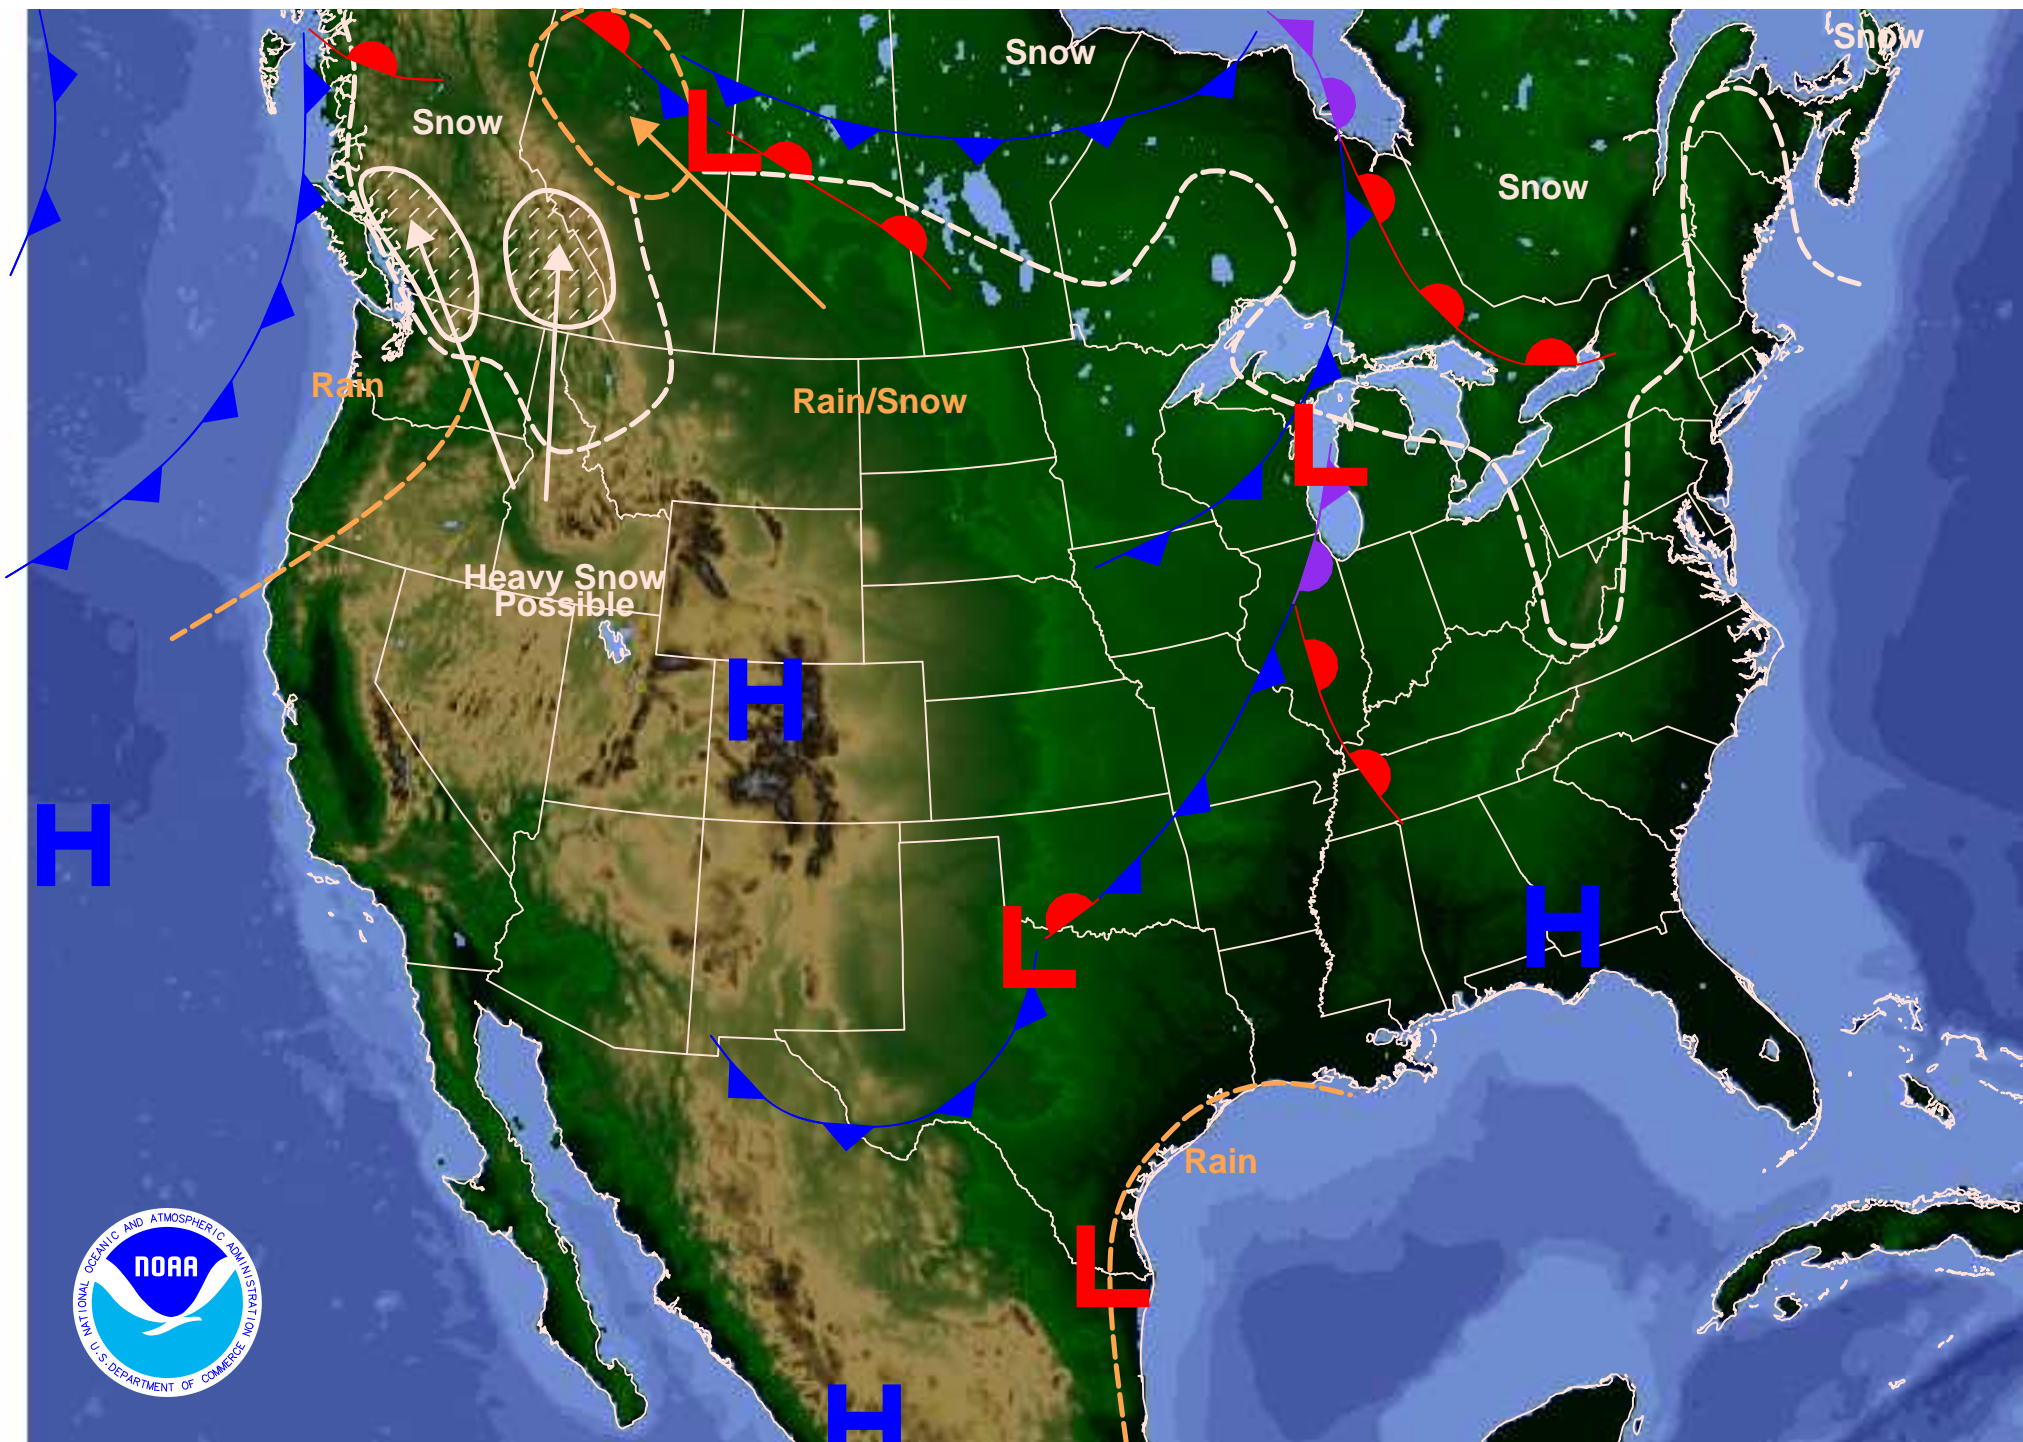 Snow
Snow
Snow
Snow
Rain
Rain/Snow
Heavy Snow
Possible
H
H
H
H
L
L
L
L
Rain
NATIONAL OCEANIC AND ATMOSPHERIC ADMINISTRATION
NOAA
U.S. DEPARTMENT OF COMMERCE